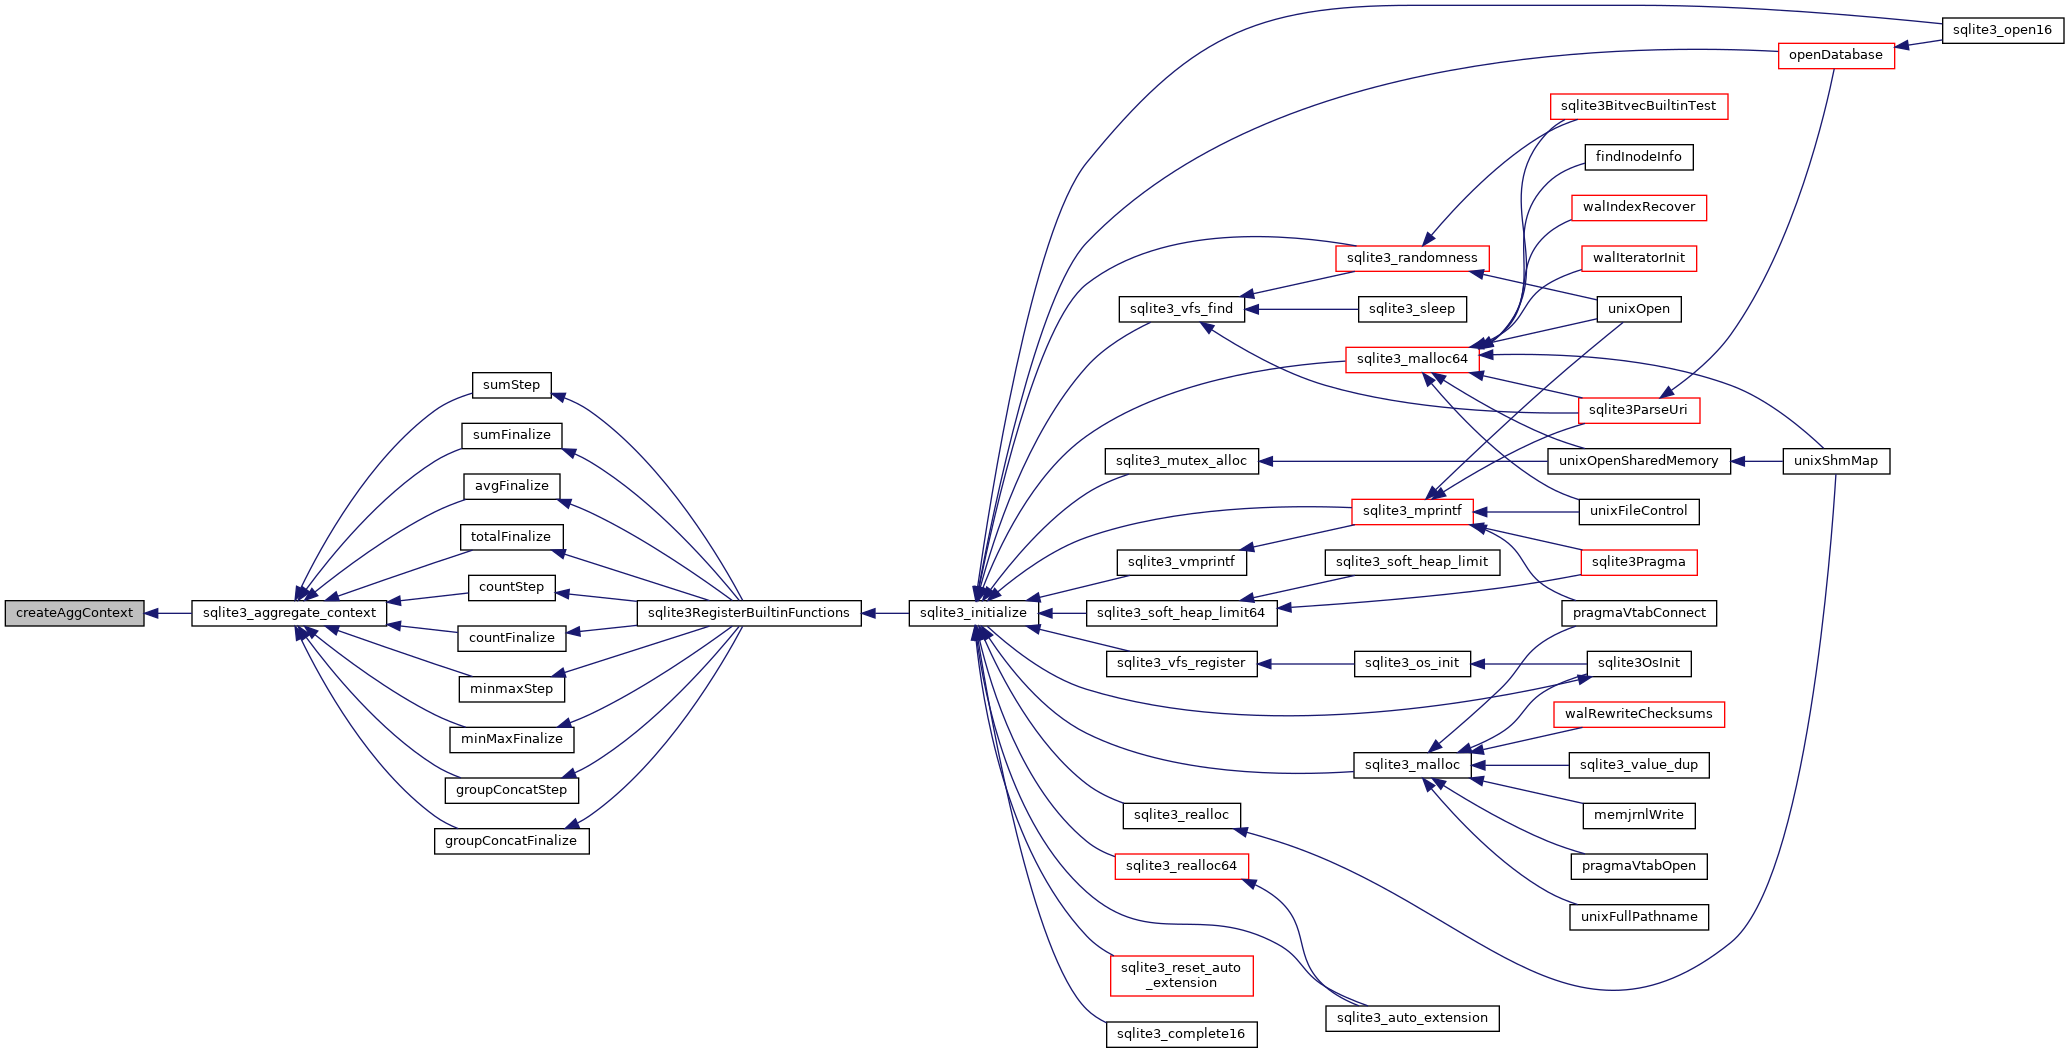 createAggContext
sqlite3_aggregate_context
sumStep
sumFinalize
avgFinalize
totalFinalize
countStep
countFinalize
minmaxStep
minMaxFinalize
groupConcatStep
groupConcatFinalize
sqlite3RegisterBuiltinFunctions
sqlite3_initialize
sqlite3_vfs_find
sqlite3_mutex_alloc
sqlite3_vmprintf
sqlite3_soft_heap_limit64
sqlite3_vfs_register
sqlite3_realloc
sqlite3_realloc64
sqlite3_reset_auto
_extension
sqlite3_complete16
sqlite3_randomness
sqlite3_sleep
sqlite3_malloc64
sqlite3_mprintf
sqlite3_soft_heap_limit
sqlite3_os_init
sqlite3_malloc
sqlite3_auto_extension
sqlite3BitvecBuiltinTest
findInodeInfo
walIndexRecover
walIteratorInit
unixOpen
sqlite3ParseUri
unixOpenSharedMemory
unixFileControl
sqlite3Pragma
pragmaVtabConnect
sqlite3OsInit
walRewriteChecksums
sqlite3_value_dup
memjrnlWrite
pragmaVtabOpen
unixFullPathname
openDatabase
unixShmMap
sqlite3_open16